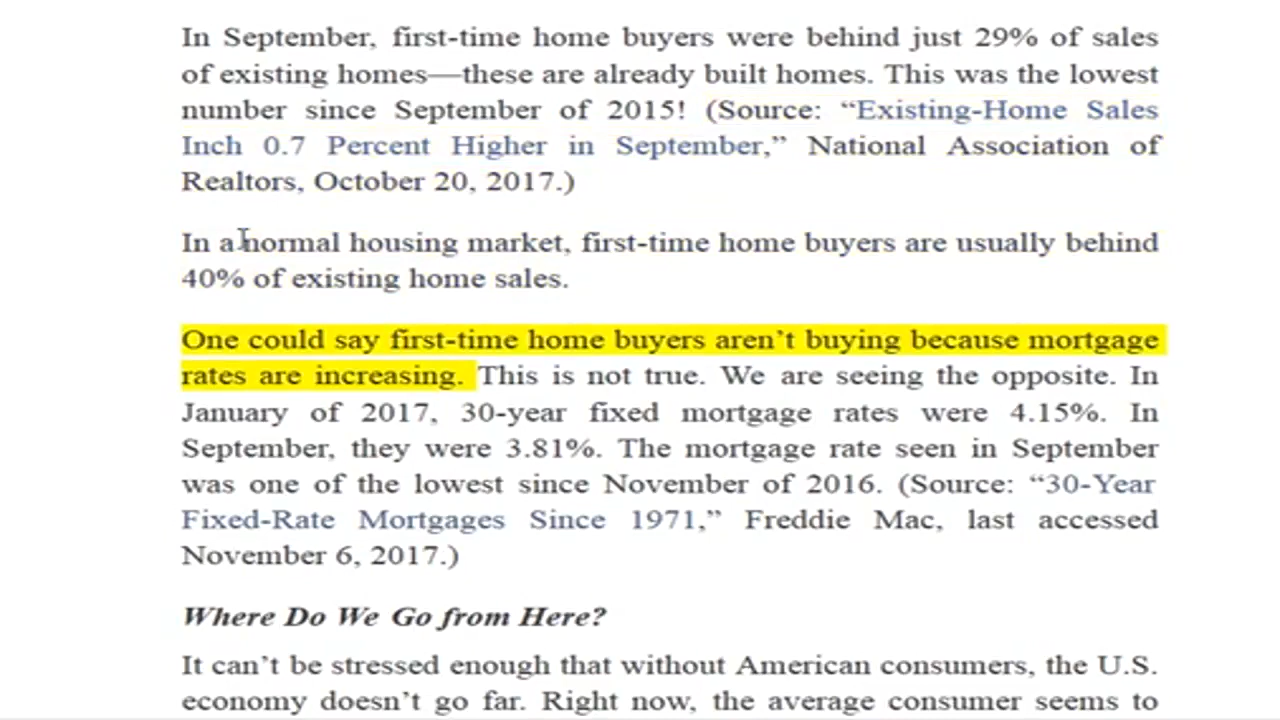 In September, first-time home buyers were behind just 29% of sales
of existing homes—these are already built homes. This was the lowest
number since September of 2015! (Source: “Existing-Home Sales
Inch 0.7 Percent Higher in September,” National Association of
Realtors, October 20, 2017.)
In a normal housing market, first-time home buyers are usually behind
40% of existing home sales.
One could say first-time home buyers aren’t buying because mortgage
rates are increasing. This is not true. We are seeing the opposite. In
January of 2017, 30-year fixed mortgage rates were 4.15%. In
September, they were 3.81%. The mortgage rate seen in September
was one of the lowest since November of 2016. (Source: “30-Year
Fixed-Rate Mortgages Since 1971,” Freddie Mac, last accessed
November 6, 2017.)
Where Do We Go from Here?
It can’t be stressed enough that without American consumers, the U.S.
economy doesn’t go far. Right now, the average consumer seems to